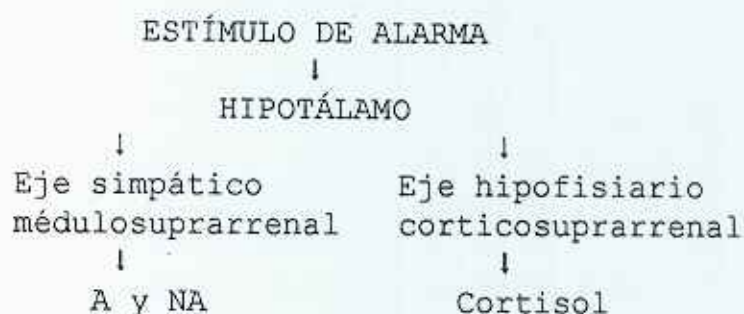 ESTÍMULO DE ALARMA
↓
HIPOTÁLAMO
↓ ↓
Eje simpático Eje hipofisiario
médulosuprarrenal corticosuprarrenal
↓ ↓
A y NA Cortisol